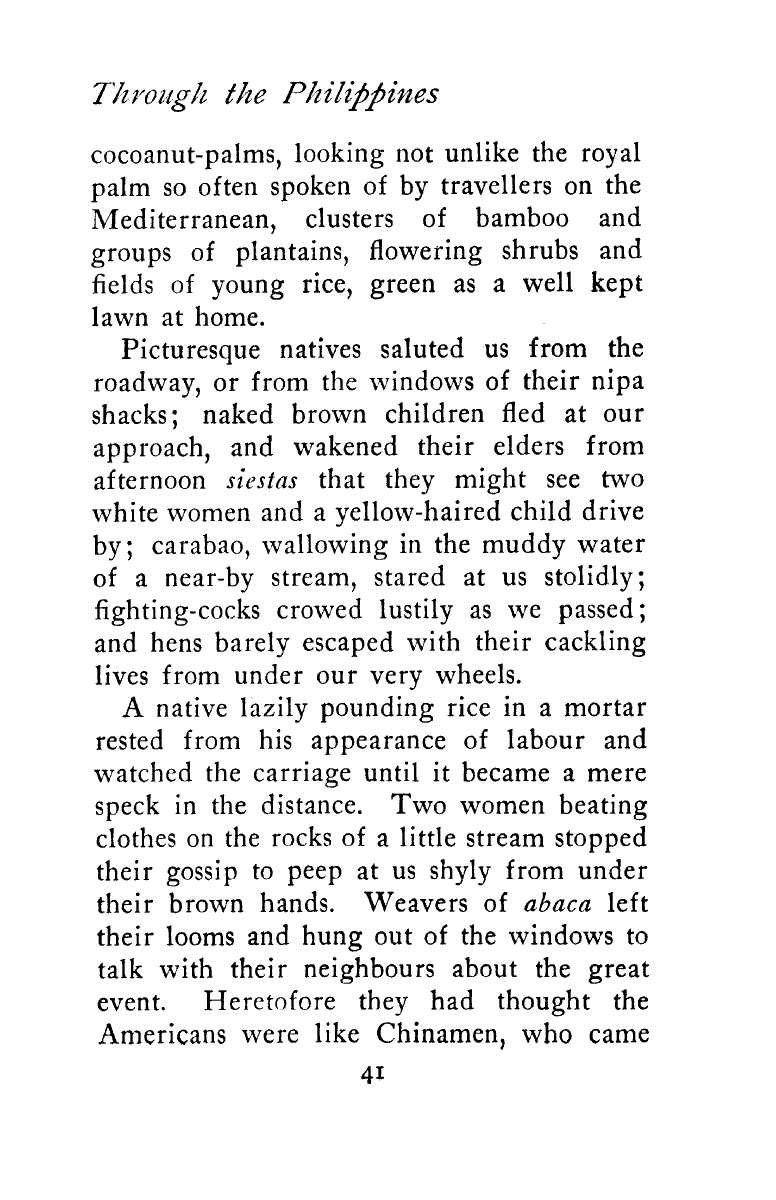 Through the Philippines
cocoanut-palms, looking not unlike the royal
palm so often spoken of by travellers on the
Mediterranean, clusters of bamboo and
groups of plantains, flowering shrubs and
fields of young rice, green as a well kept
lawn at home.
Picturesque natives saluted us from the
roadway, or from the windows of their nipa
shacks; naked brown children fled at our
approach, and wakened their elders from
afternoon siestas that they might see two
white women and a yellow-haired child drive
by; carabao, wallowing in the muddy water
of a near-by stream, stared at us stolidly;
fighting-cocks crowed lustily as we passed;
and hens barely escaped with their cackling
lives from under our very wheels.
A native lazily pounding rice in a mortar
rested from his appearance of labour and
watched the carriage until it became a mere
speck in the distance. Two women beating
clothes on the rocks of a little stream stopped
their gossip to peep at us shyly from under
their brown hands. Weavers of abaca left
their looms and hung out of the windows to
talk with their neighbours about the great
event. Heretofore they had thought the
Americans were like Chinamen, who came
41